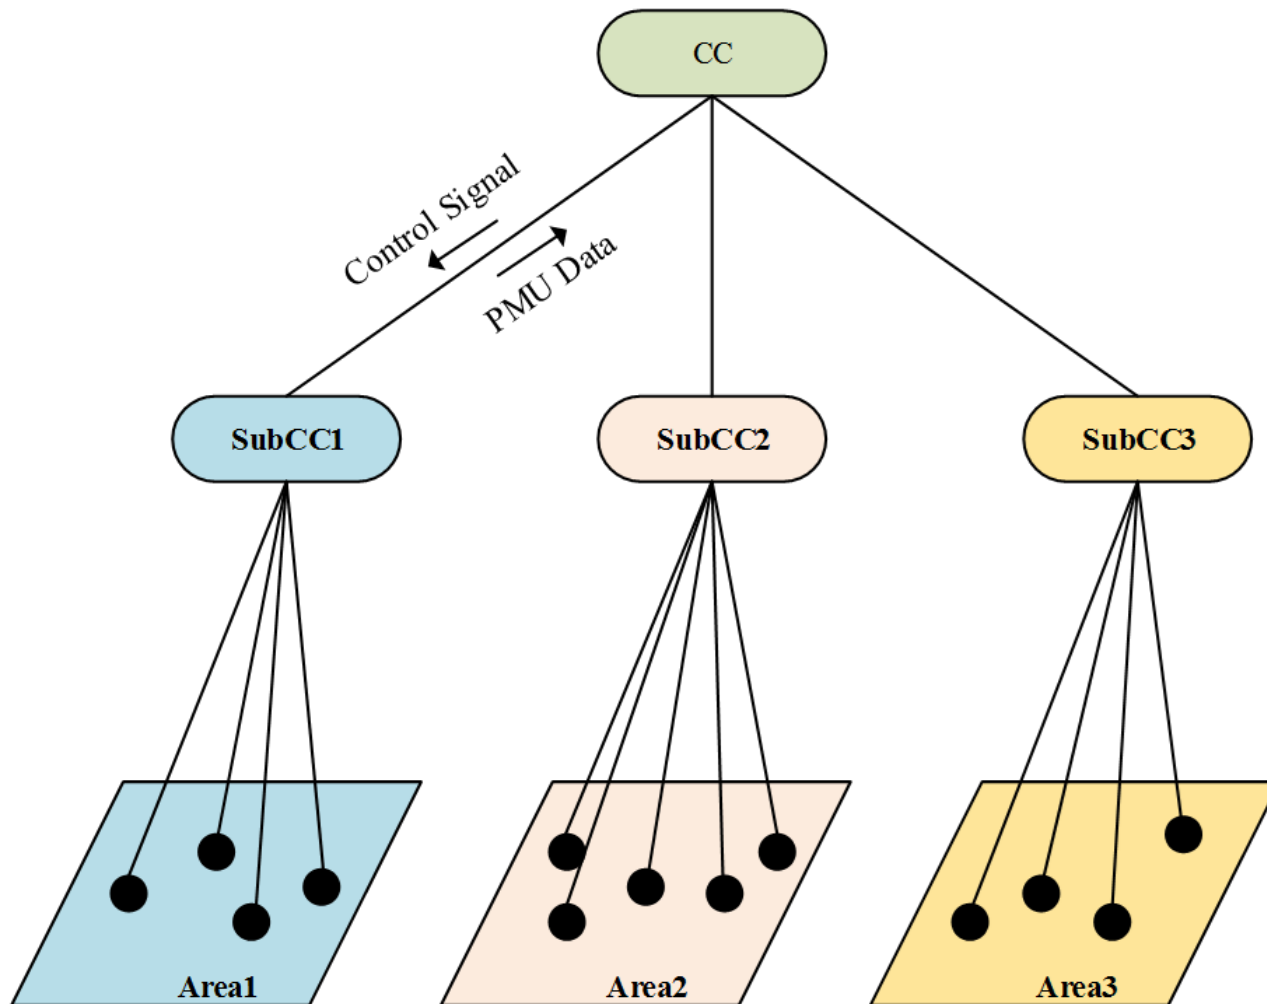 CC
Control Signal
PMU Data
SubCC1
SubCC2
SubCC3
Area1
Area2
Area3